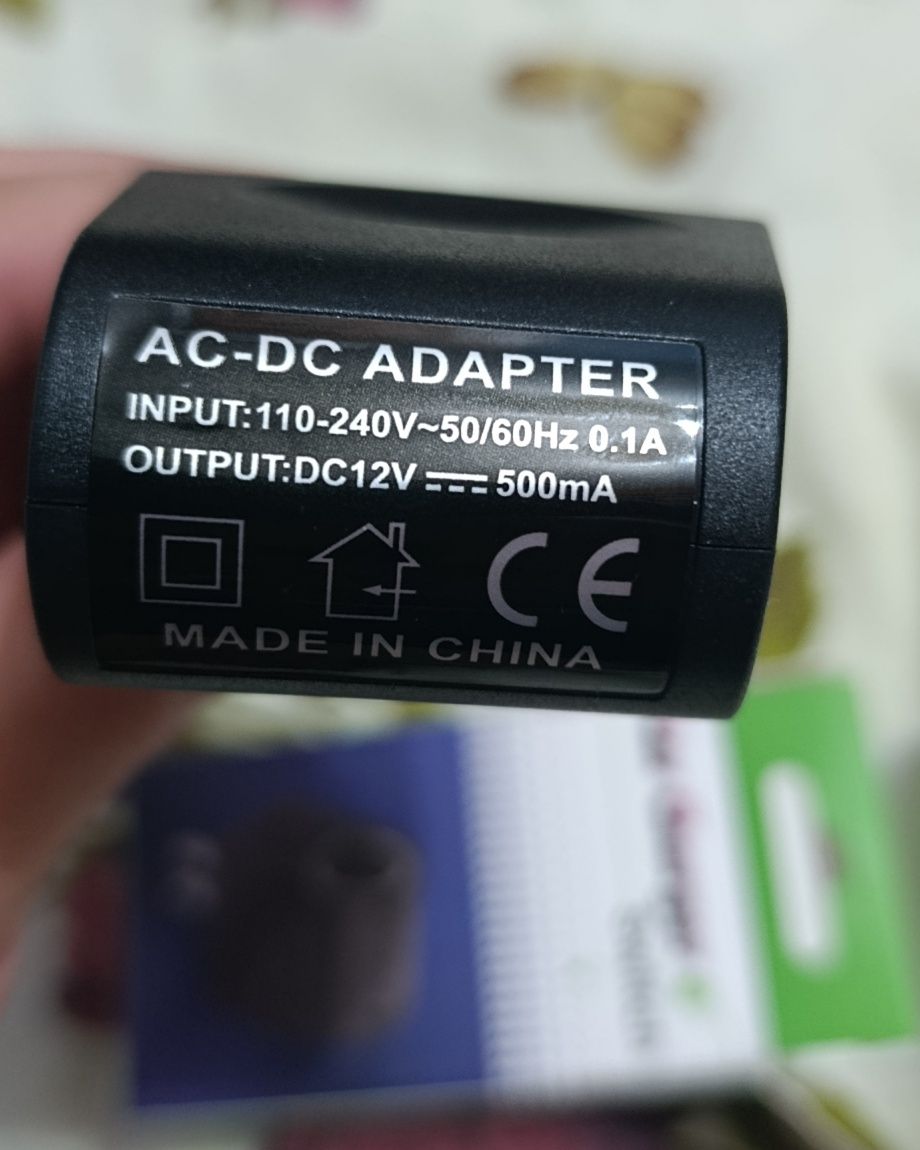 AC-DC ADAPTER
INPUT:110-240V~50/60Hz 0.1A
OUTPUT:DC12V ⎓ 500mA
CE
MADE IN CHINA